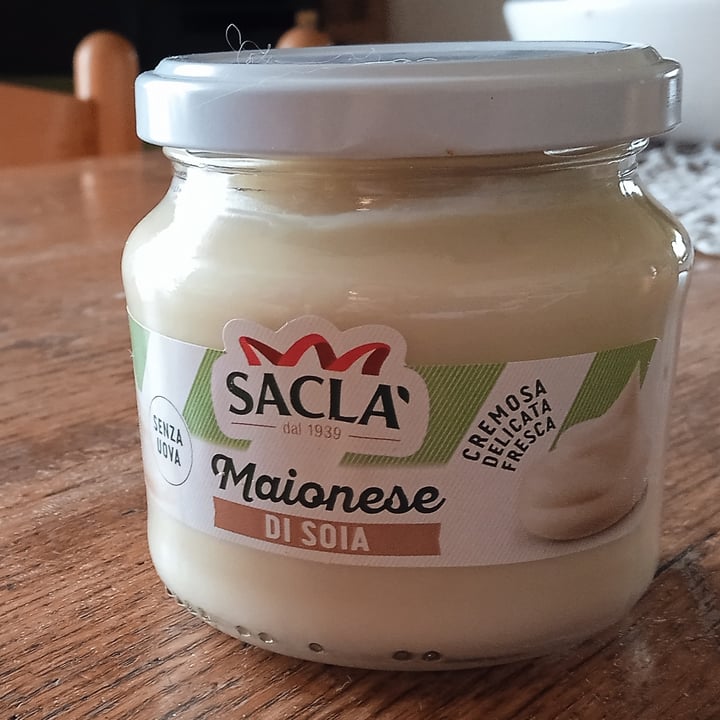 SACLA'
dal 1939
SENZA
UOVA
Maionese
DI SOIA
CREMOSA
DELICATA
FRESCA